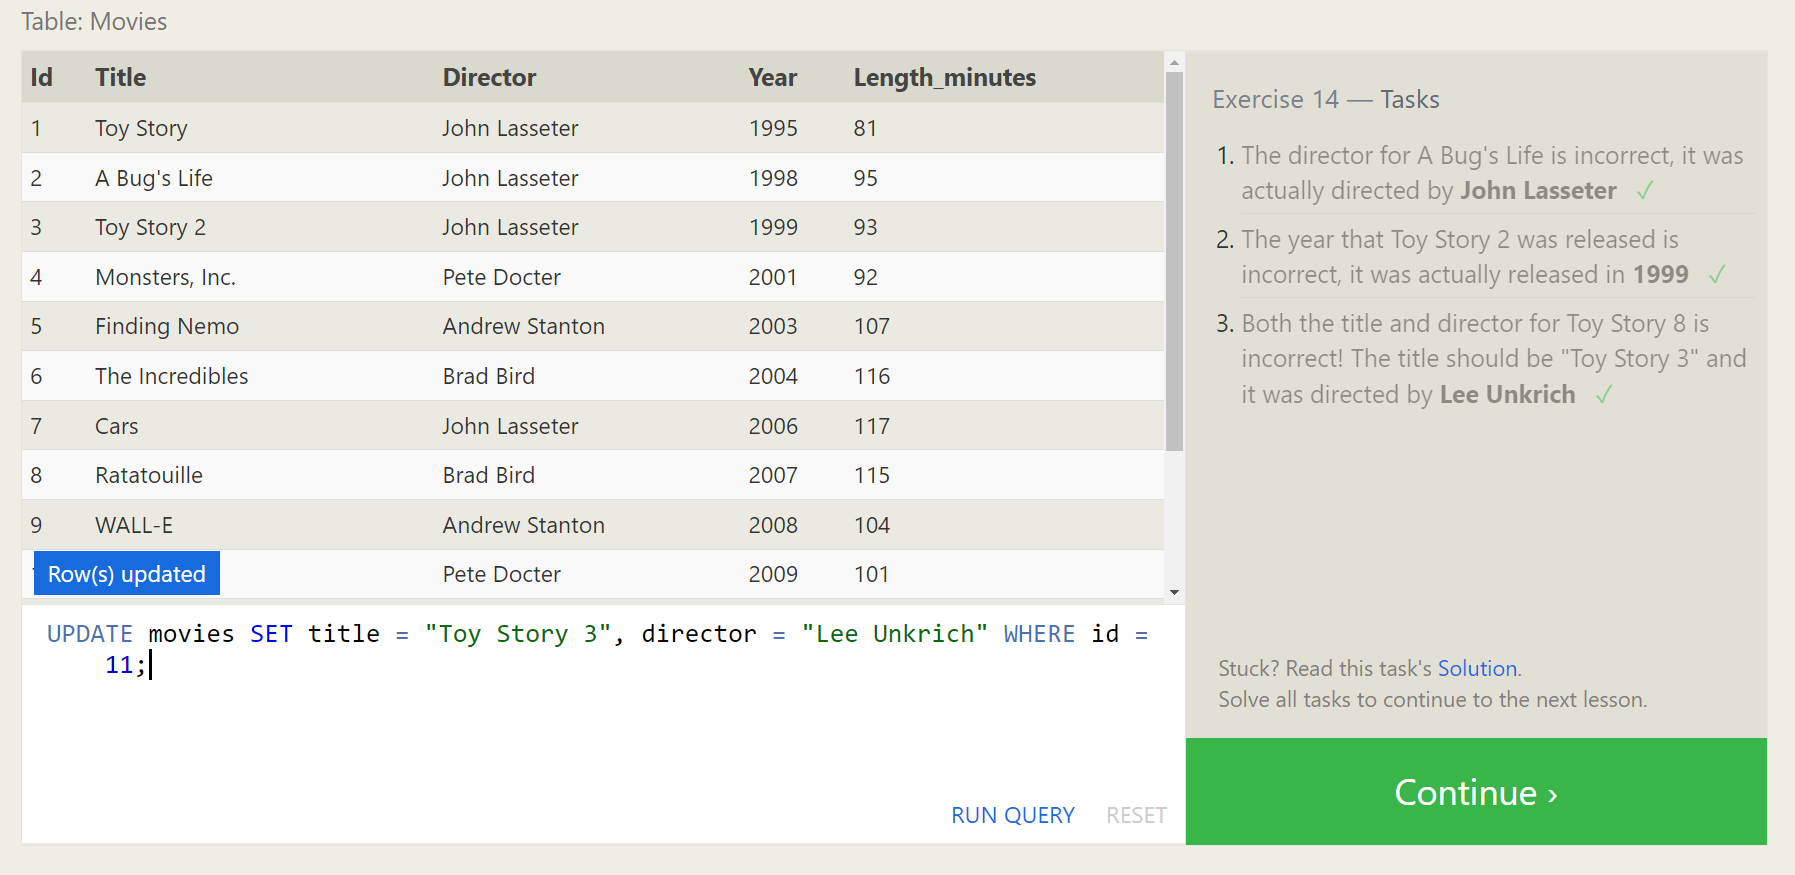 Table: Movies
Id Title Director Year Length_minutes
1 Toy Story John Lasseter 1995 81
2 A Bug's Life John Lasseter 1998 95
3 Toy Story 2 John Lasseter 1999 93
4 Monsters, Inc. Pete Docter 2001 92
5 Finding Nemo Andrew Stanton 2003 107
6 The Incredibles Brad Bird 2004 116
7 Cars John Lasseter 2006 117
8 Ratatouille Brad Bird 2007 115
9 WALL-E Andrew Stanton 2008 104
Row(s) updated Pete Docter 2009 101
UPDATE movies SET title = "Toy Story 3", director = "Lee Unkrich" WHERE id =
11;
RUN QUERY RESET
Exercise 14 — Tasks
1. The director for A Bug's Life is incorrect, it was
actually directed by John Lasseter ✓
2. The year that Toy Story 2 was released is
incorrect, it was actually released in 1999 ✓
3. Both the title and director for Toy Story 8 is
incorrect! The title should be "Toy Story 3" and
it was directed by Lee Unkrich ✓
Stuck? Read this task's Solution.
Solve all tasks to continue to the next lesson.
Continue ›